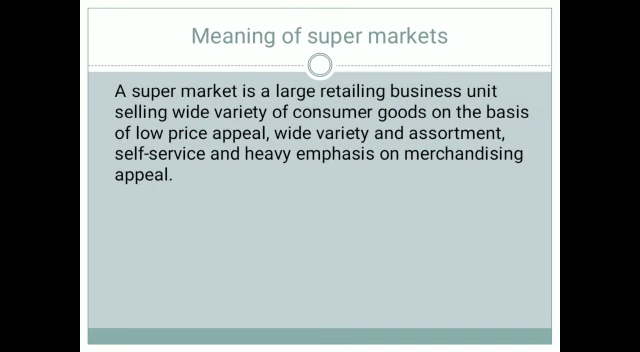 Meaning of super markets
A super market is a large retailing business unit
selling wide variety of consumer goods on the basis
of low price appeal, wide variety and assortment,
self-service and heavy emphasis on merchandising
appeal.